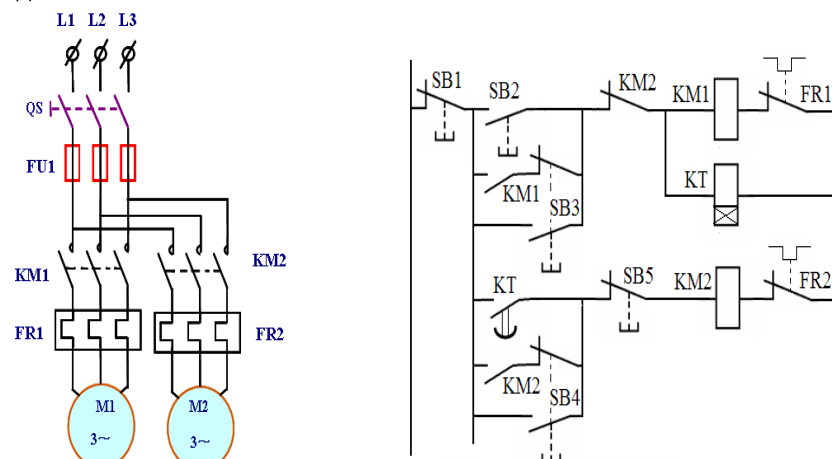 L1 L2 L3
QS
FU1
KM1
KM2
FR1
FR2
M1
3~
M2
3~
SB1
SB2
KM2
KM1
FR1
KM1
KT
SB3
KT
SB5
KM2
FR2
KM2
SB4